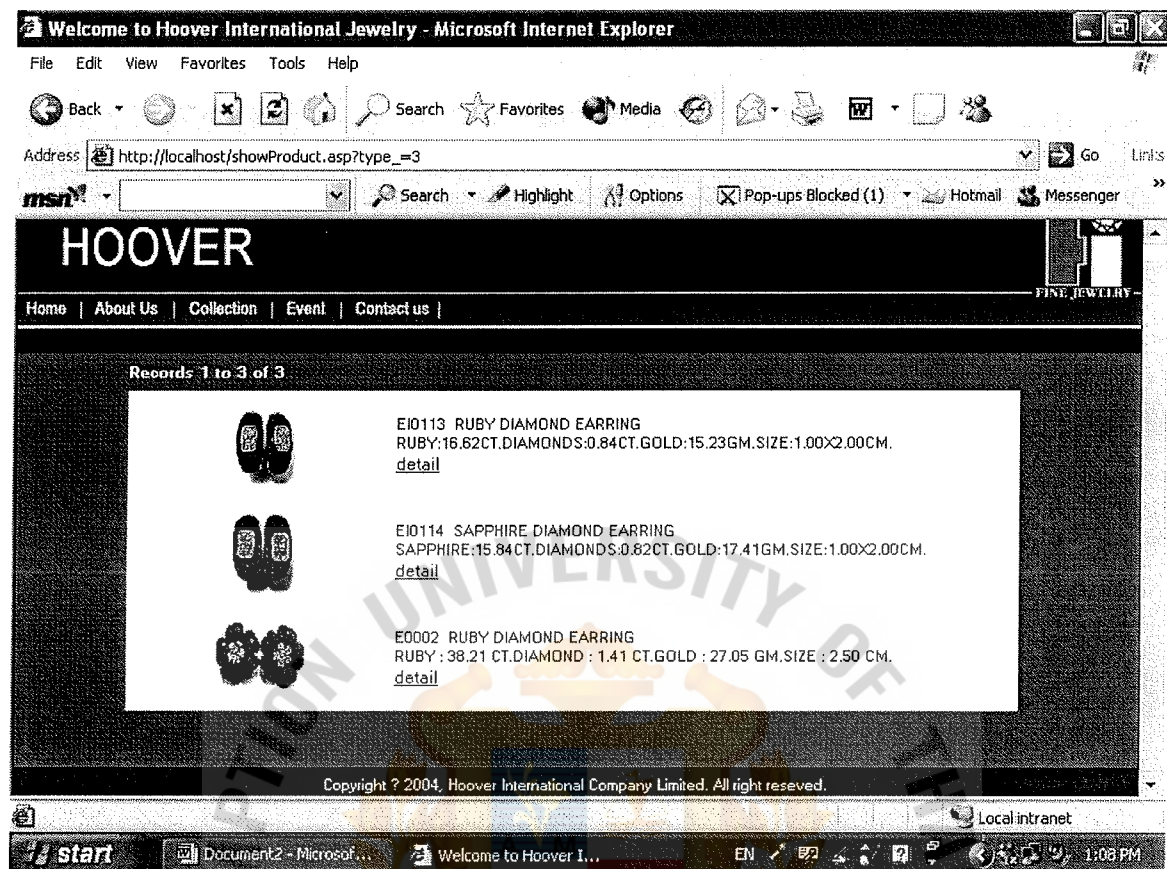 Welcome to Hoover International Jewelry - Microsoft Internet Explorer
File Edit View Favorites Tools Help
Back Search Favorites Media
Address http://localhost/showProduct.asp?type_=3 Go Links
msn Search Highlight Options Pop-ups Blocked (1) Hotmail Messenger »
HOOVER
FINE JEWELRY
Home | About Us | Collection | Event | Contact us |
Records 1 to 3 of 3
EI0113 RUBY DIAMOND EARRING
RUBY:16.62CT.DIAMONDS:0.84CT.GOLD:15.23GM.SIZE:1.00X2.00CM.
detail
EI0114 SAPPHIRE DIAMOND EARRING
SAPPHIRE:15.84CT.DIAMONDS:0.82CT.GOLD:17.41GM.SIZE:1.00X2.00CM.
detail
E0002 RUBY DIAMOND EARRING
RUBY : 38.21 CT.DIAMOND : 1.41 CT.GOLD : 27.05 GM.SIZE : 2.50 CM.
detail
UNIVERSITY OF
Copyright ? 2004, Hoover International Company Limited. All right reseved.
Local intranet
start Document2 - Microsof... Welcome to Hoover I... EN 1:08 PM